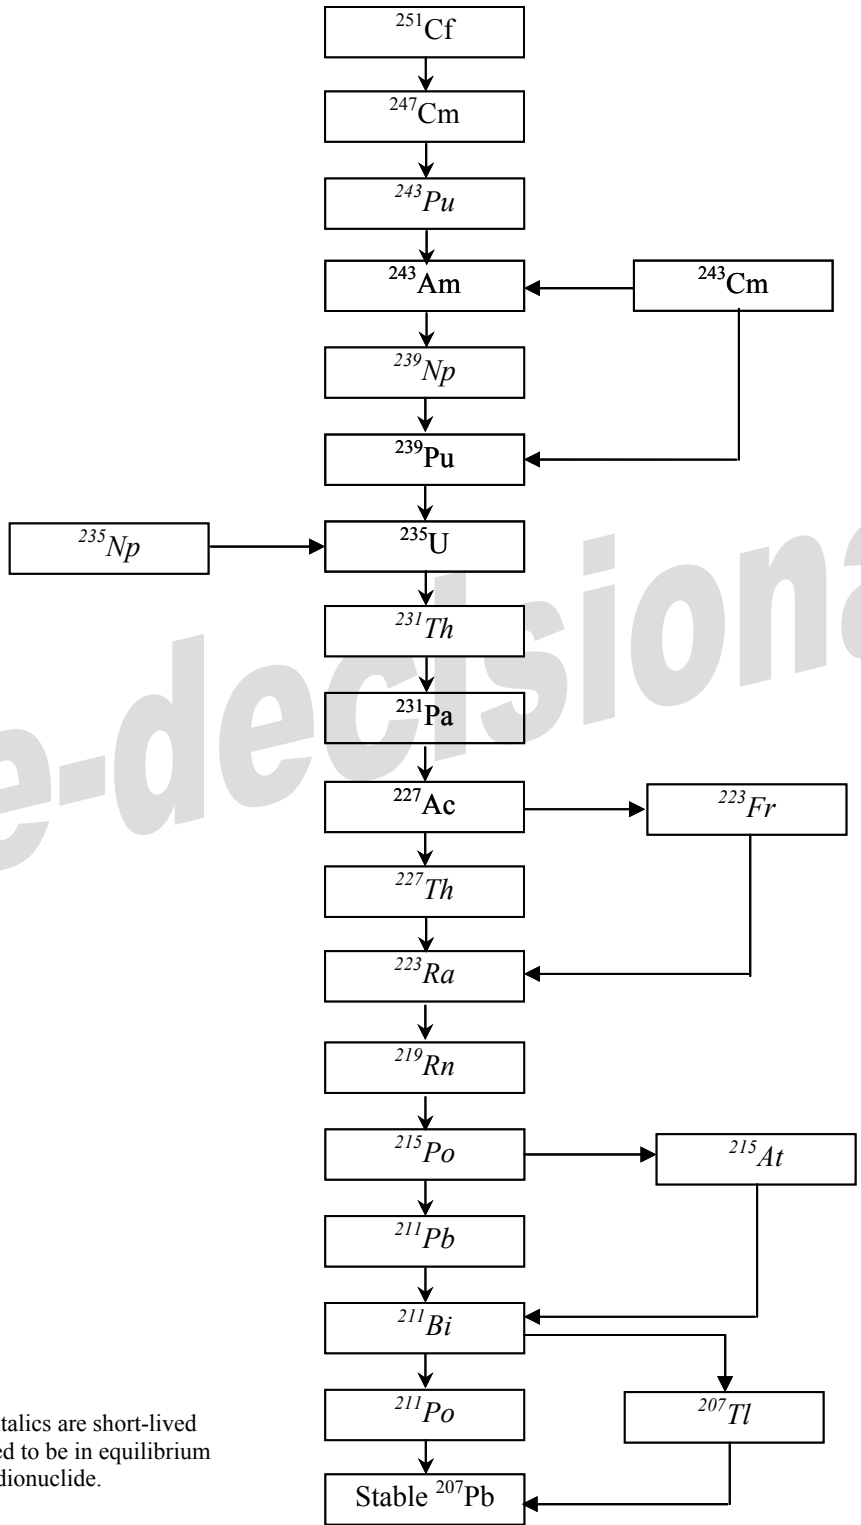 ²⁵¹Cf
²⁴⁷Cm
²⁴³Pu
²⁴³Am
²⁴³Cm
²³⁹Np
²³⁹Pu
²³⁵Np
²³⁵U
²³¹Th
²³¹Pa
²²⁷Ac
²²³Fr
²²⁷Th
²²³Ra
²¹⁹Rn
²¹⁵Po
²¹⁵At
²¹¹Pb
²¹¹Bi
²¹¹Po
²⁰⁷Tl
Stable ²⁰⁷Pb
talics are short-lived
ed to be in equilibrium
dionuclide.
e-decisiona